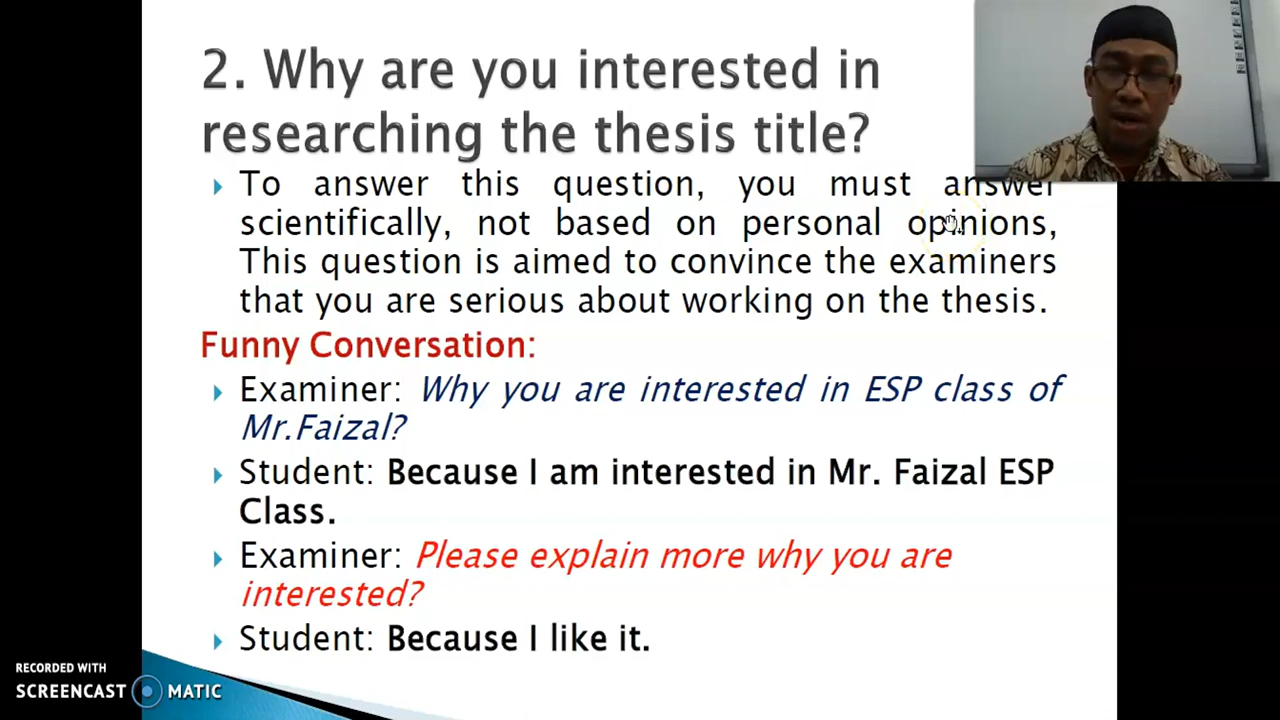 2. Why are you interested in
researching the thesis title?
To answer this question, you must answer
scientifically, not based on personal opinions,
This question is aimed to convince the examiners
that you are serious about working on the thesis.
Funny Conversation:
Examiner: Why you are interested in ESP class of
Mr.Faizal?
Student: Because I am interested in Mr. Faizal ESP
Class.
Examiner: Please explain more why you are
interested?
Student: Because I like it.
RECORDED WITH
SCREENCAST MATIC